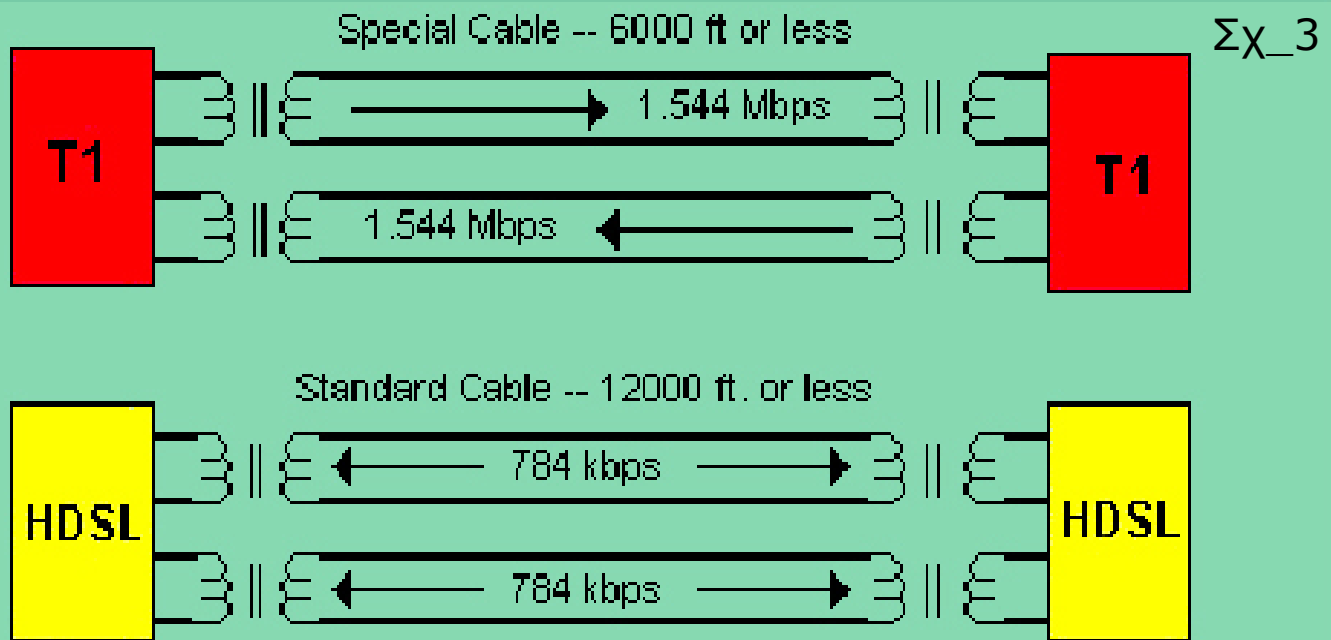 Special Cable -- 6000 ft or less
Σχ_3
T1
1.544 Mbps
T1
1.544 Mbps
Standard Cable -- 12000 ft. or less
784 kbps
HDSL
HDSL
784 kbps